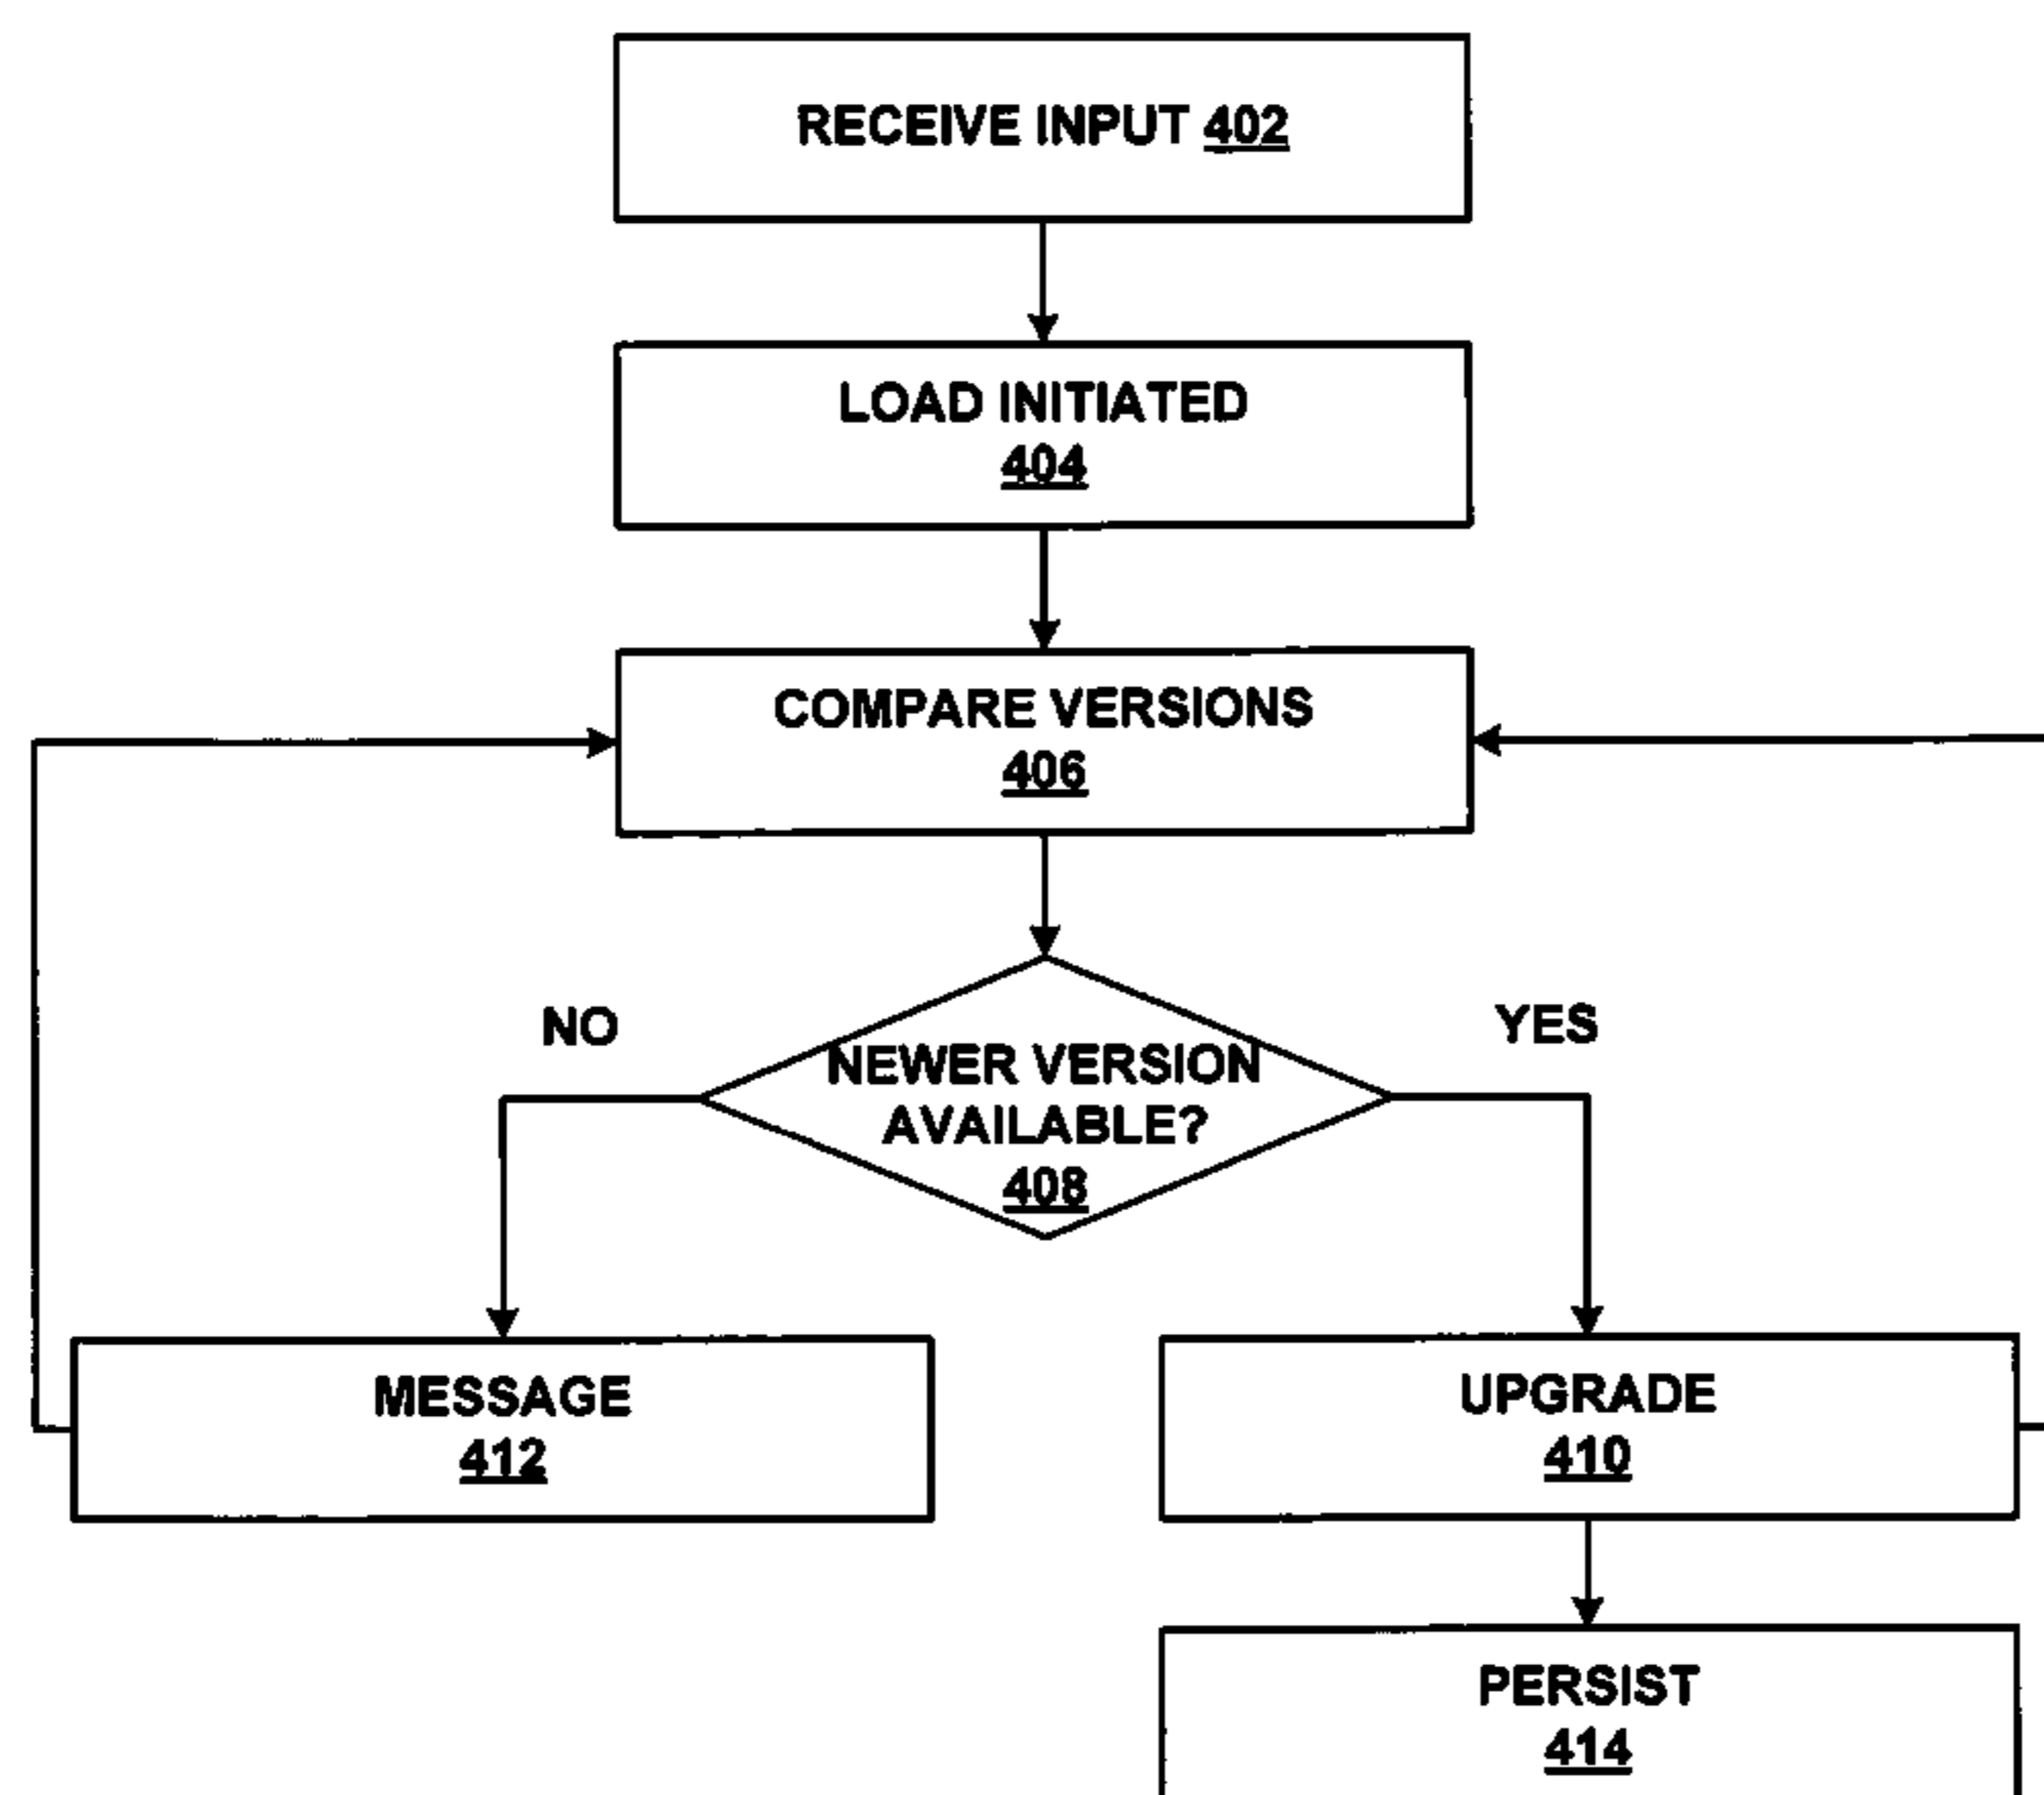 RECEIVE INPUT 402
LOAD INITIATED
404
COMPARE VERSIONS
406
NO
YES
NEWER VERSION
AVAILABLE?
408
MESSAGE
412
UPGRADE
410
PERSIST
414